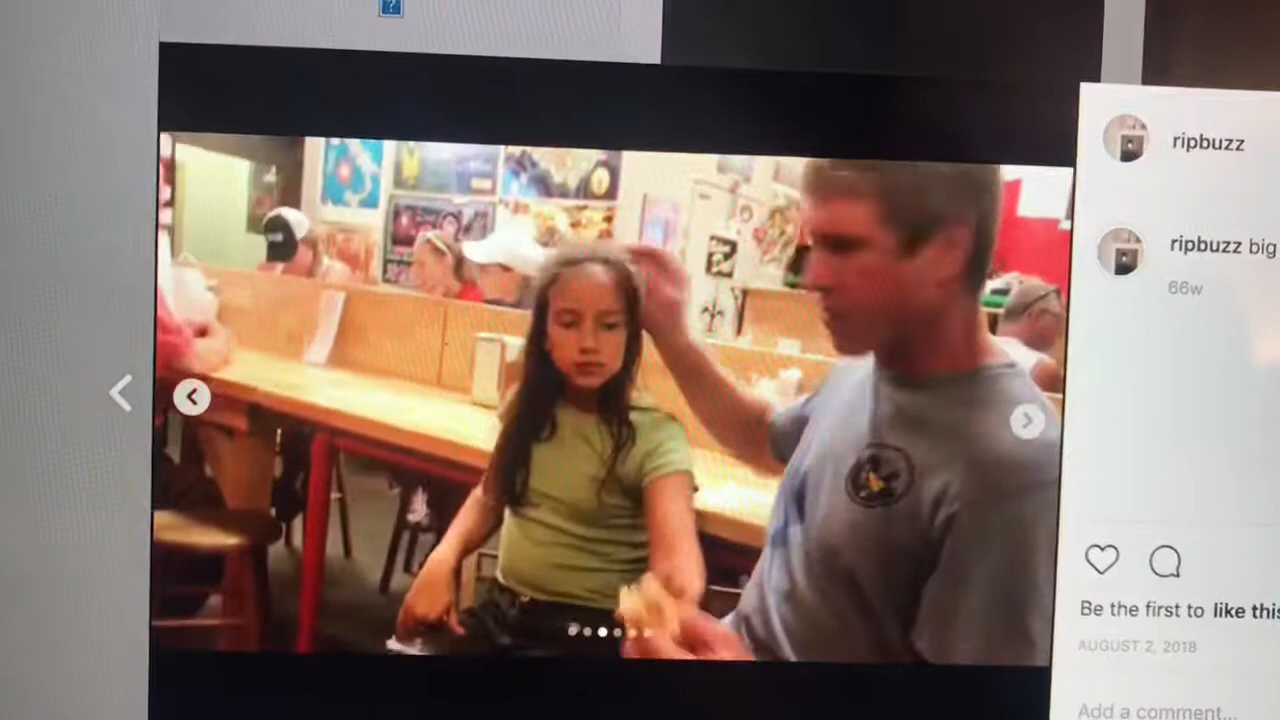 ripbuzz
ripbuzz big
66w
Be the first to like this
AUGUST 2, 2018
Add a comment...